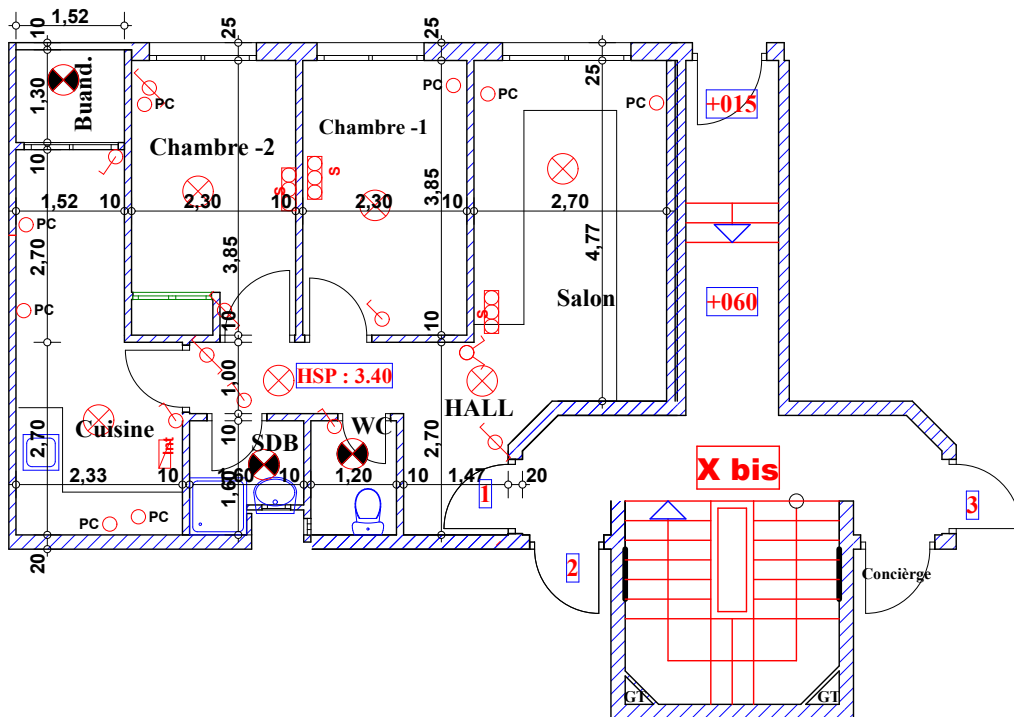 1,52
10
25
25
1,30
Buand.
PC
PC
PC
PC
25
+015
Chambre -2
Chambre -1
10
S
S
3,85
1,52
10
2,30
10
2,30
10
2,70
PC
2,70
3,85
4,77
Salon
+060
PC
10
10
S
HSP : 3.40
1,00
HALL
Cuisine
10
SDB
WC
2,70
Int
2,70
X bis
2,33
10
1,60
10
1,20
10
1,47
20
1,60
1
3
PC
PC
20
2
Concièrge
GT
GT